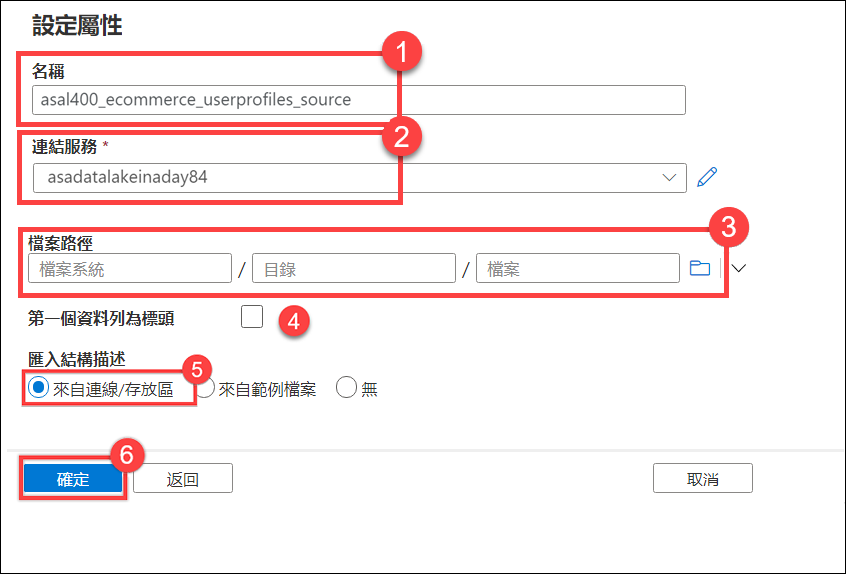 設定屬性
1
名稱
asal400_ecommerce_userprofiles_source
2
連結服務 *
asadatalakeinaday84
3
檔案路徑
檔案系統 / 目錄 / 檔案
第一個資料列為標頭 4
匯入結構描述
5
來自連線/存放區 來自範例檔案 無
6
確定 返回 取消